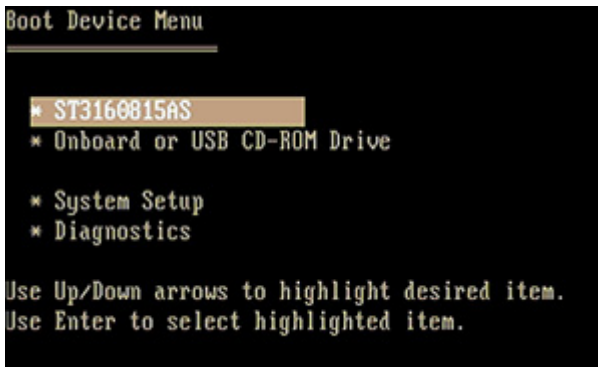 Boot Device Menu
* ST3160815AS
* Onboard or USB CD-ROM Drive
* System Setup
* Diagnostics
Use Up/Down arrows to highlight desired item.
Use Enter to select highlighted item.